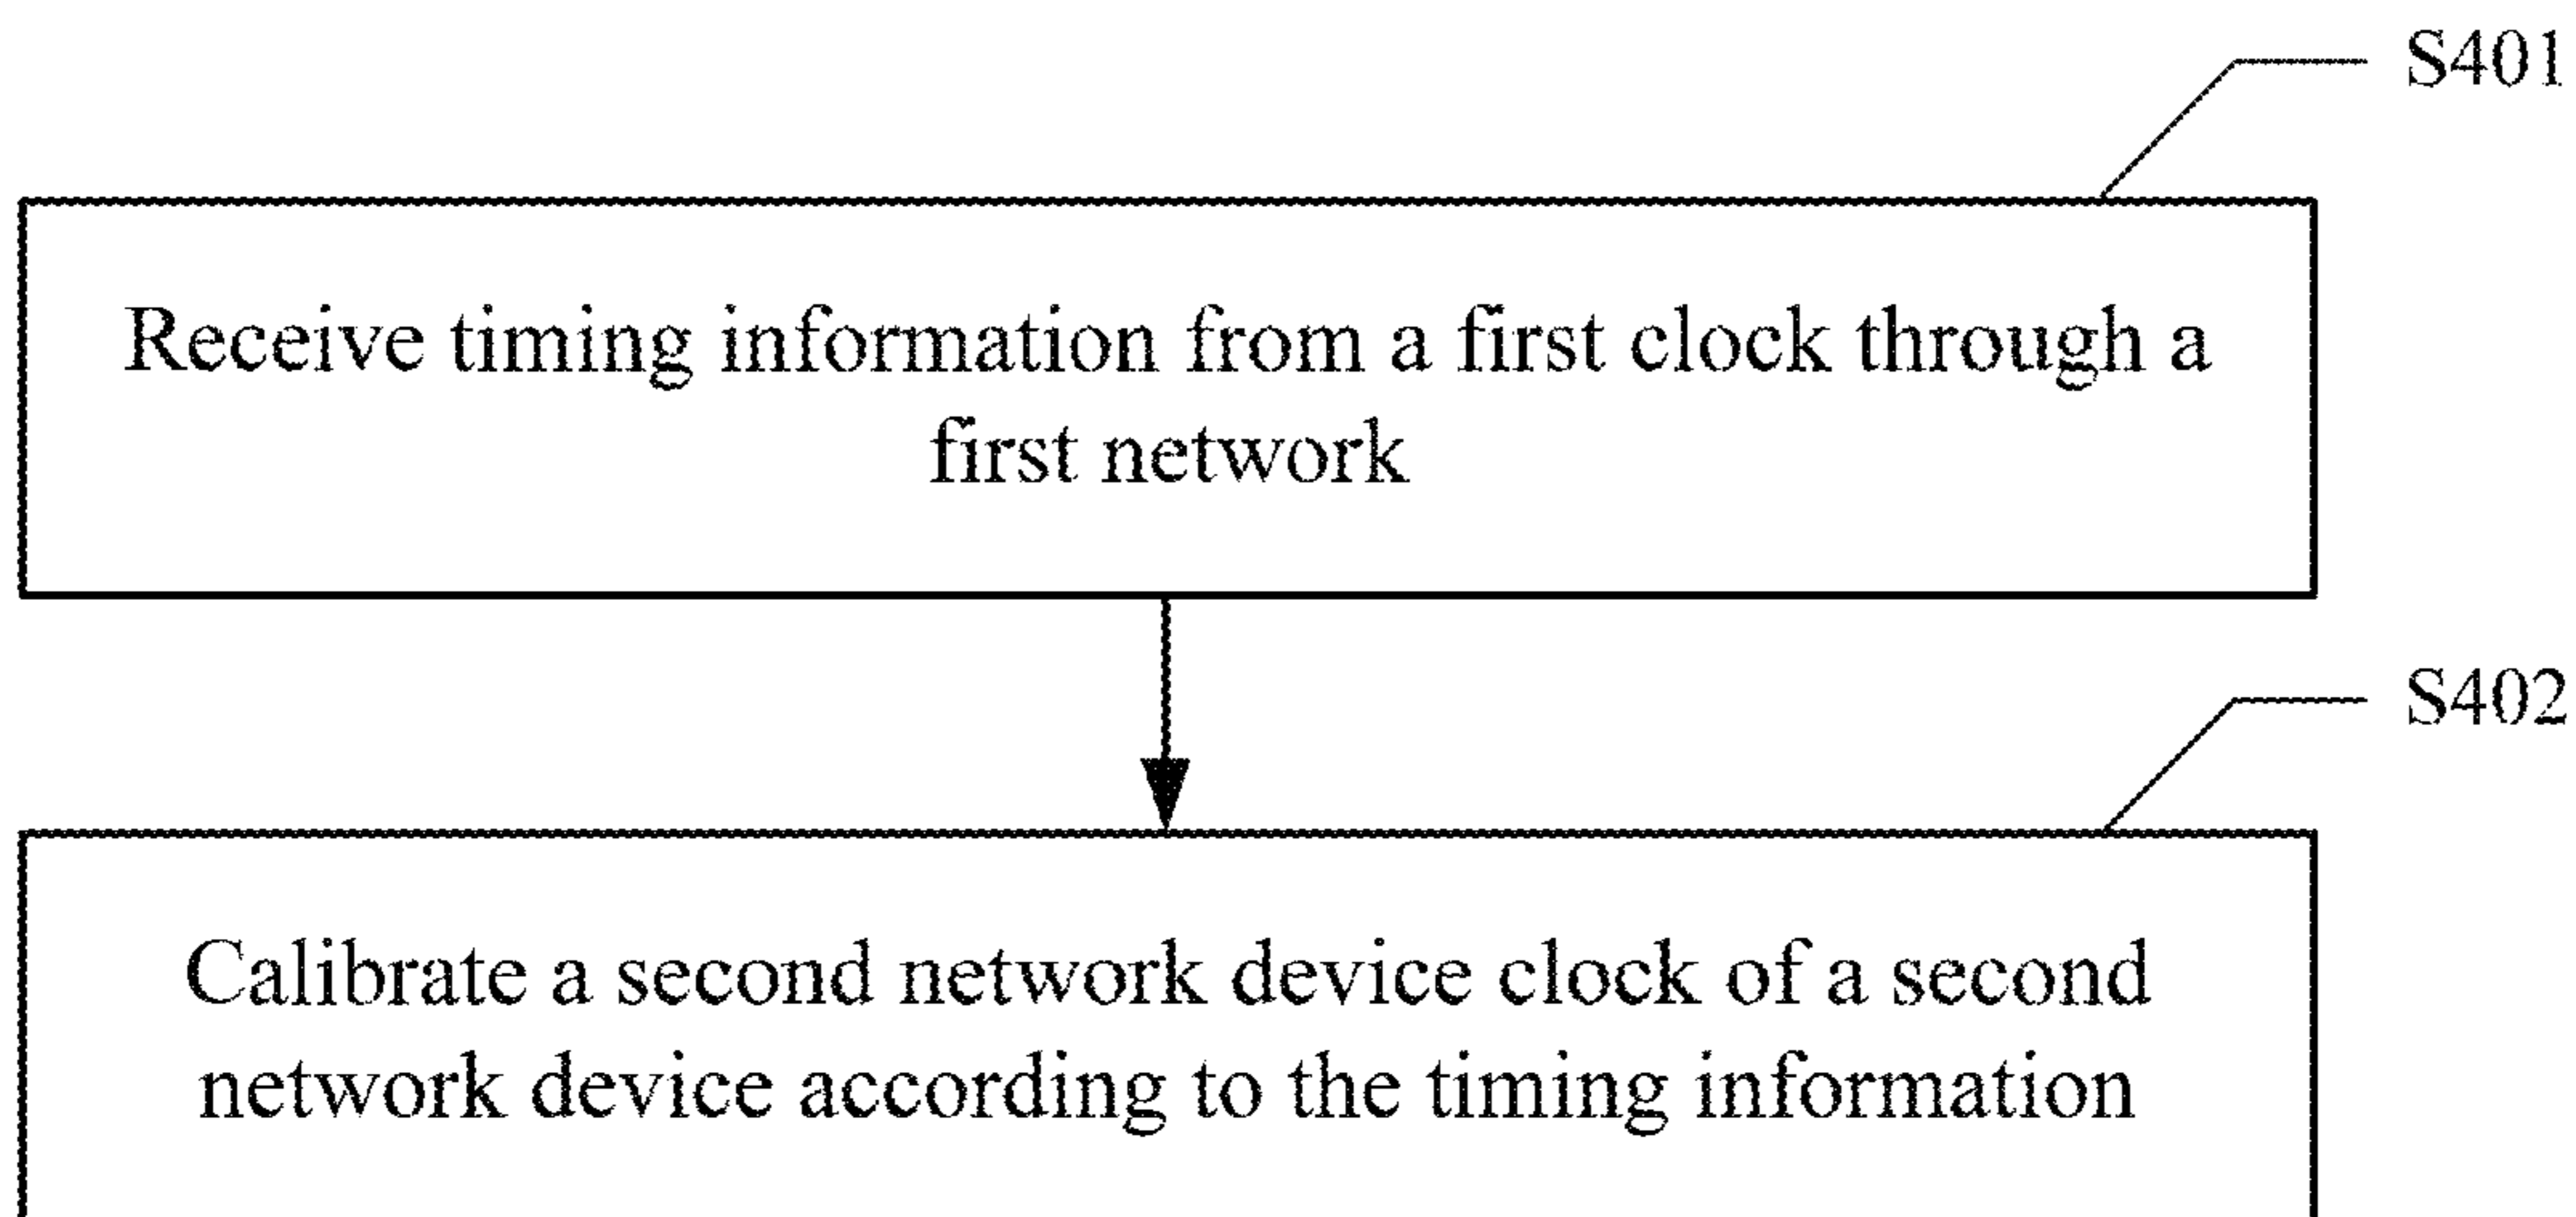 S401
Receive timing information from a first clock through a
first network
S402
Calibrate a second network device clock of a second
network device according to the timing information